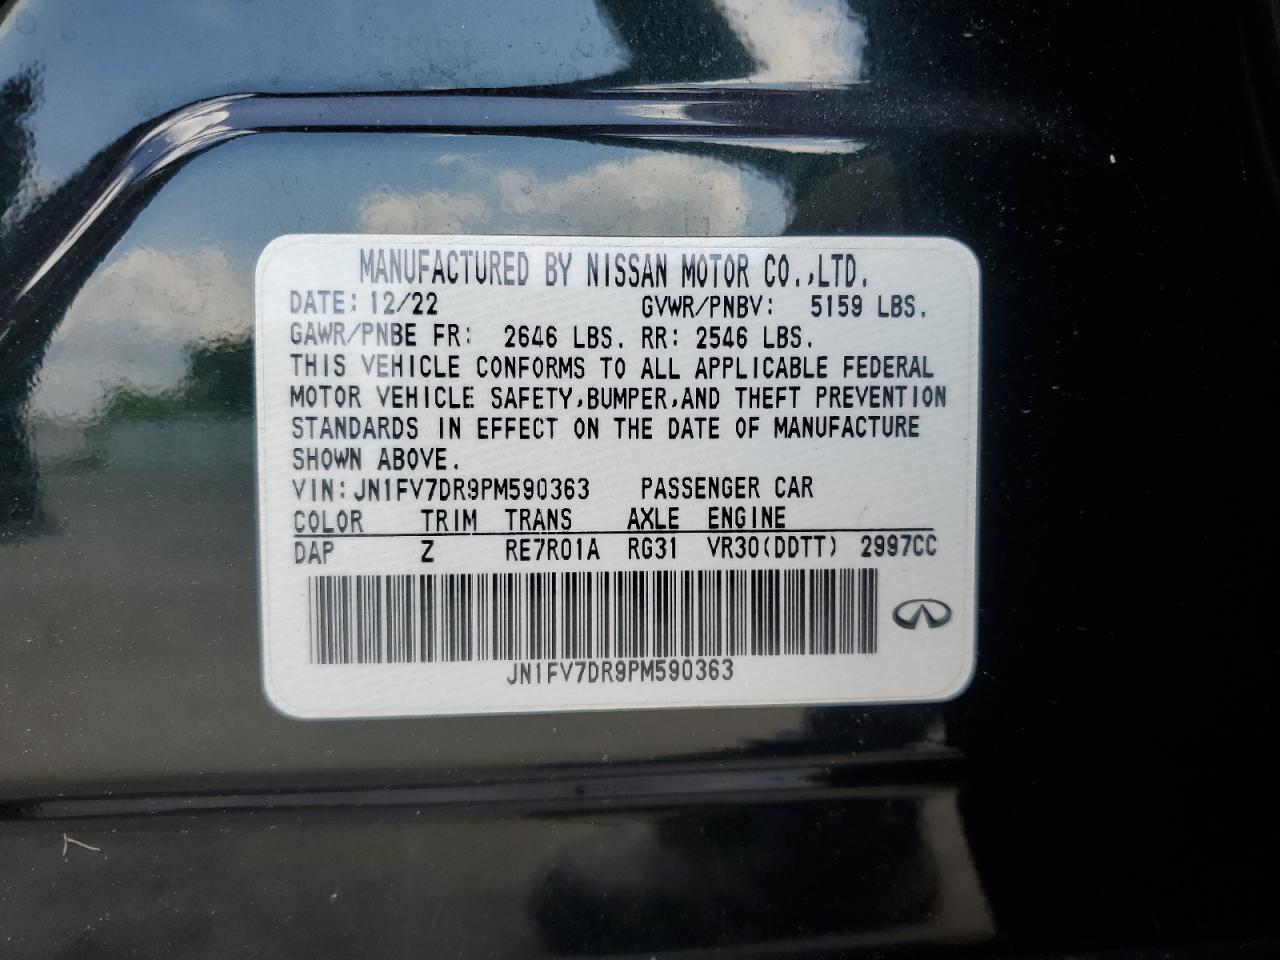 MANUFACTURED BY NISSAN MOTOR CO.,LTD.
DATE: 12/22 GVWR/PNBV: 5159 LBS.
GAWR/PNBE FR: 2646 LBS. RR: 2546 LBS.
THIS VEHICLE CONFORMS TO ALL APPLICABLE FEDERAL
MOTOR VEHICLE SAFETY,BUMPER,AND THEFT PREVENTION
STANDARDS IN EFFECT ON THE DATE OF MANUFACTURE
SHOWN ABOVE.
VIN: JN1FV7DR9PM590363 PASSENGER CAR
COLOR TRIM TRANS AXLE ENGINE
DAP Z RE7R01A RG31 VR30(DDTT) 2997CC
JN1FV7DR9PM590363